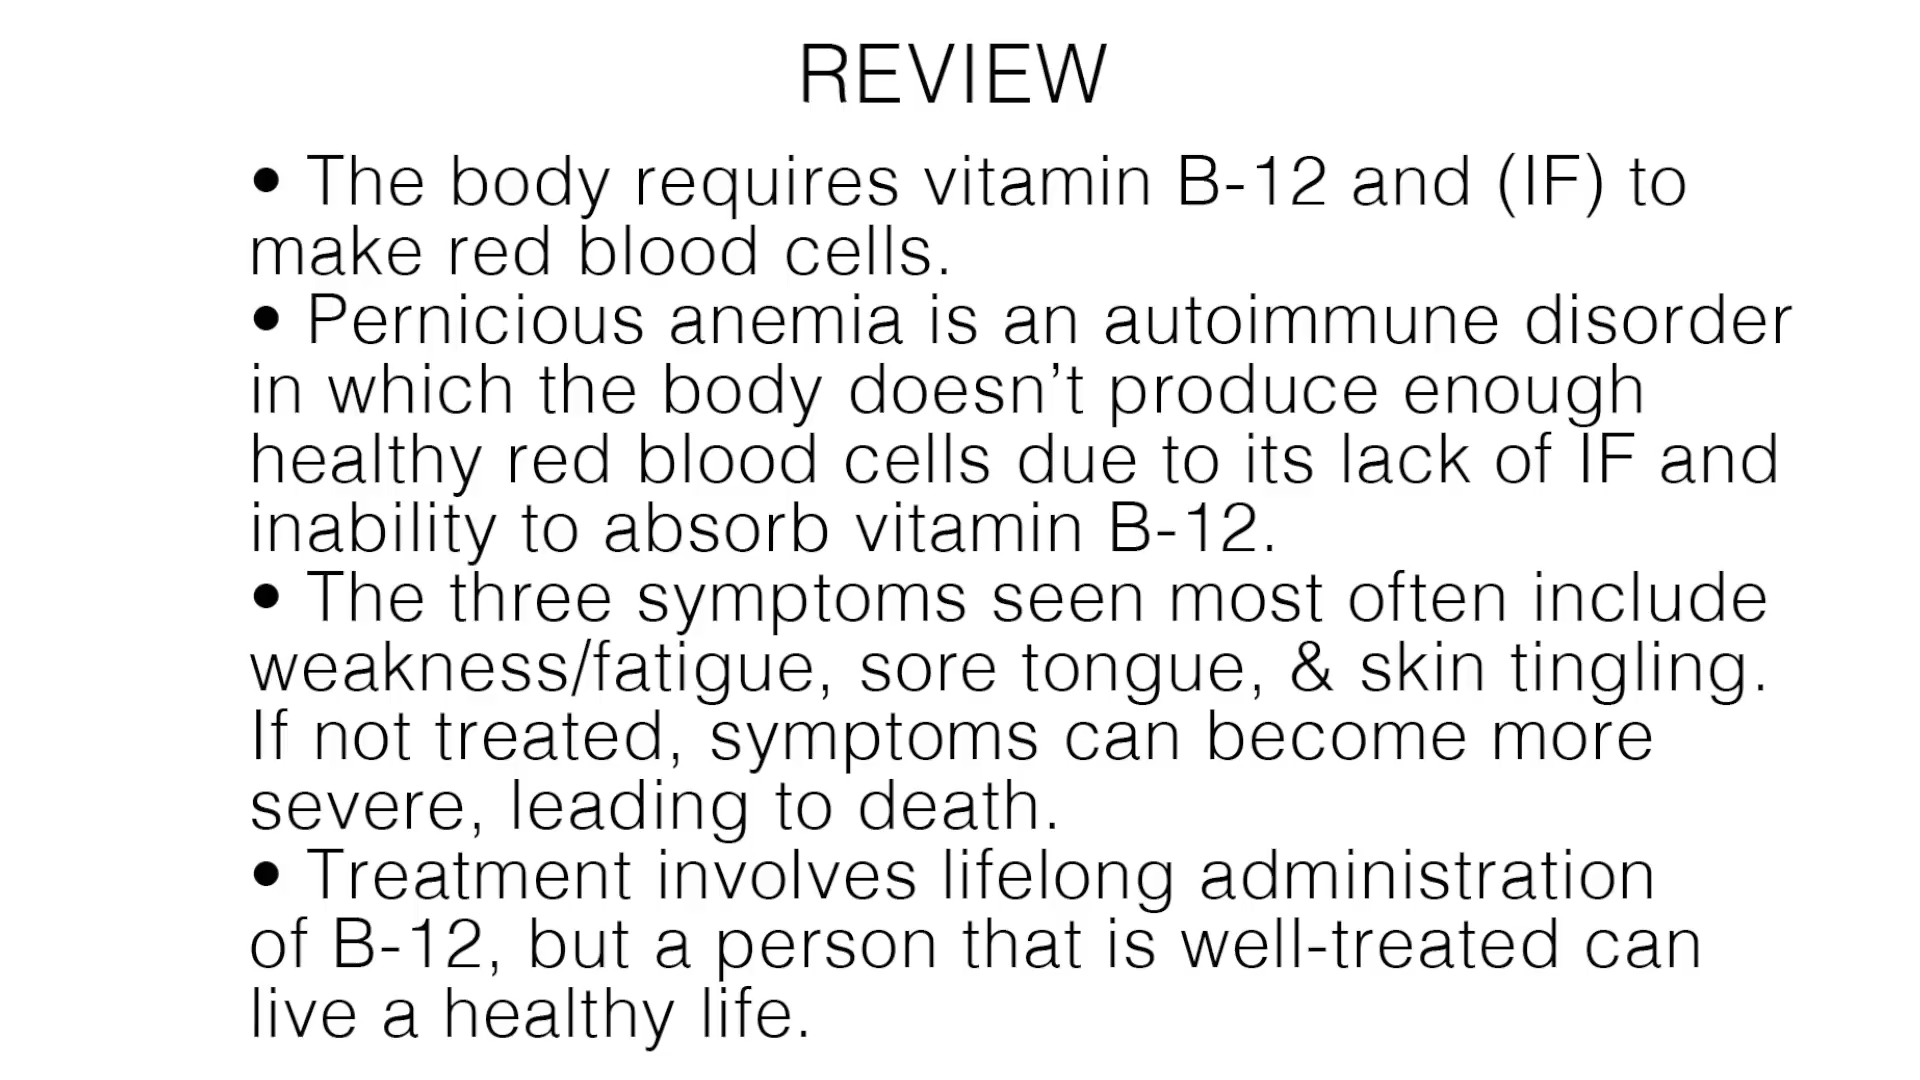 REVIEW
• The body requires vitamin B-12 and (IF) to
make red blood cells.
• Pernicious anemia is an autoimmune disorder
in which the body doesn’t produce enough
healthy red blood cells due to its lack of IF and
inability to absorb vitamin B-12.
• The three symptoms seen most often include
weakness/fatigue, sore tongue, & skin tingling.
If not treated, symptoms can become more
severe, leading to death.
• Treatment involves lifelong administration
of B-12, but a person that is well-treated can
live a healthy life.